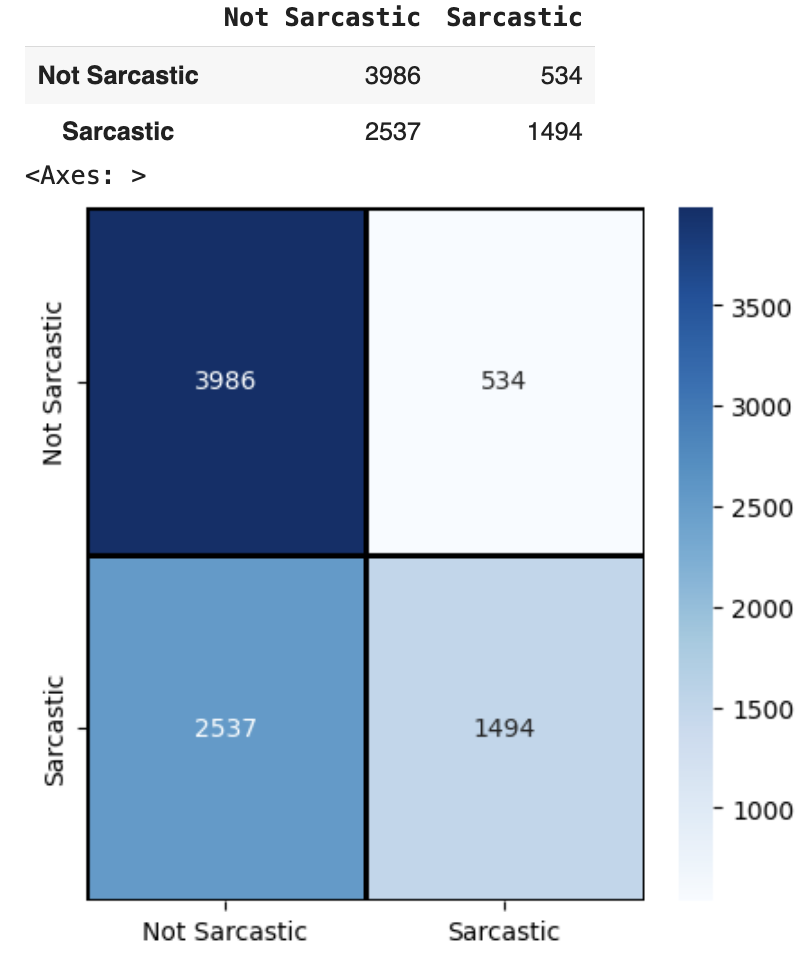 Not Sarcastic Sarcastic
Not Sarcastic 3986 534
Sarcastic 2537 1494
<Axes: >
Not Sarcastic
3986 534
Sarcastic
2537 1494
Not Sarcastic Sarcastic
3500
3000
2500
2000
1500
1000